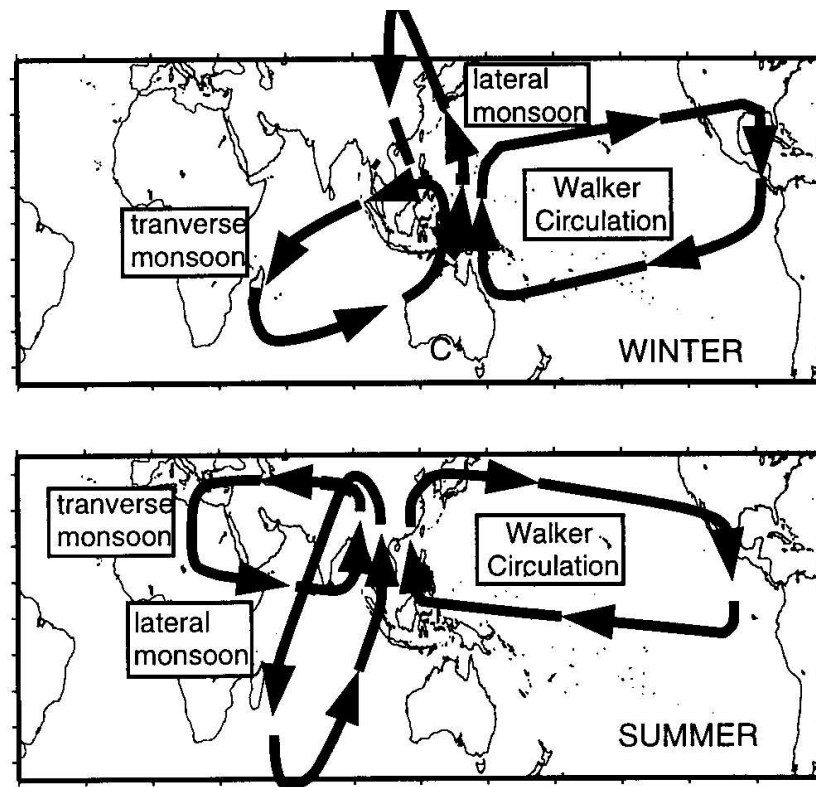 lateral
monsoon
Walker
Circulation
tranverse
monsoon
C
WINTER
tranverse
monsoon
Walker
Circulation
lateral
monsoon
SUMMER